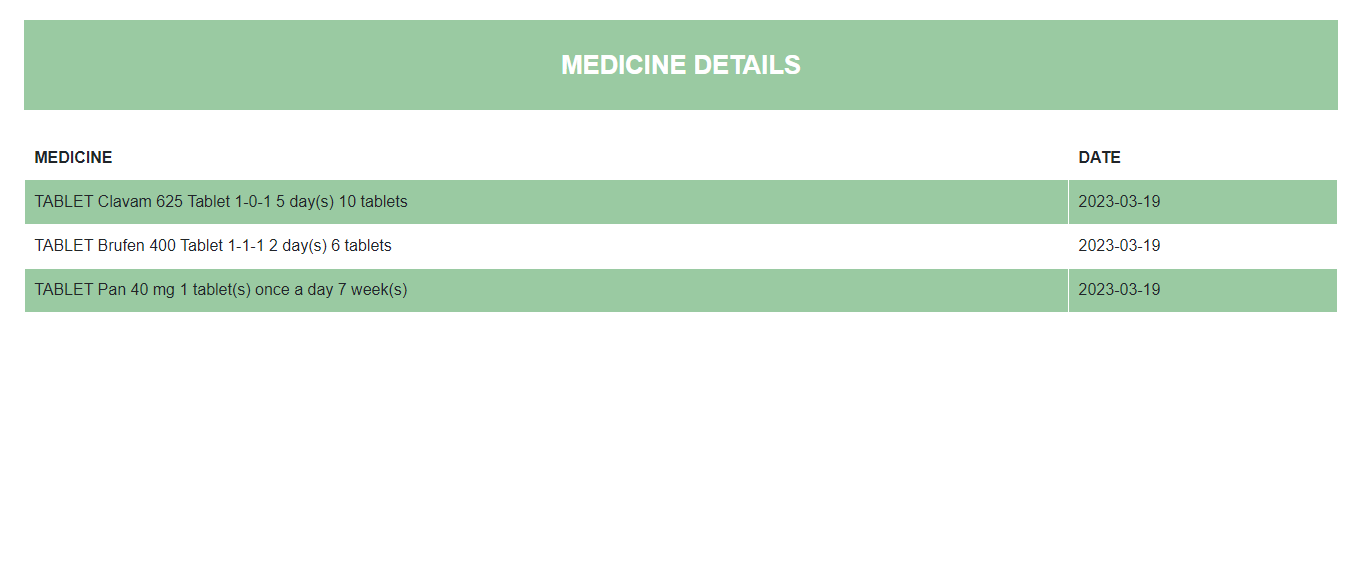 MEDICINE DETAILS
MEDICINE DATE
TABLET Clavam 625 Tablet 1-0-1 5 day(s) 10 tablets 2023-03-19
TABLET Brufen 400 Tablet 1-1-1 2 day(s) 6 tablets 2023-03-19
TABLET Pan 40 mg 1 tablet(s) once a day 7 week(s) 2023-03-19